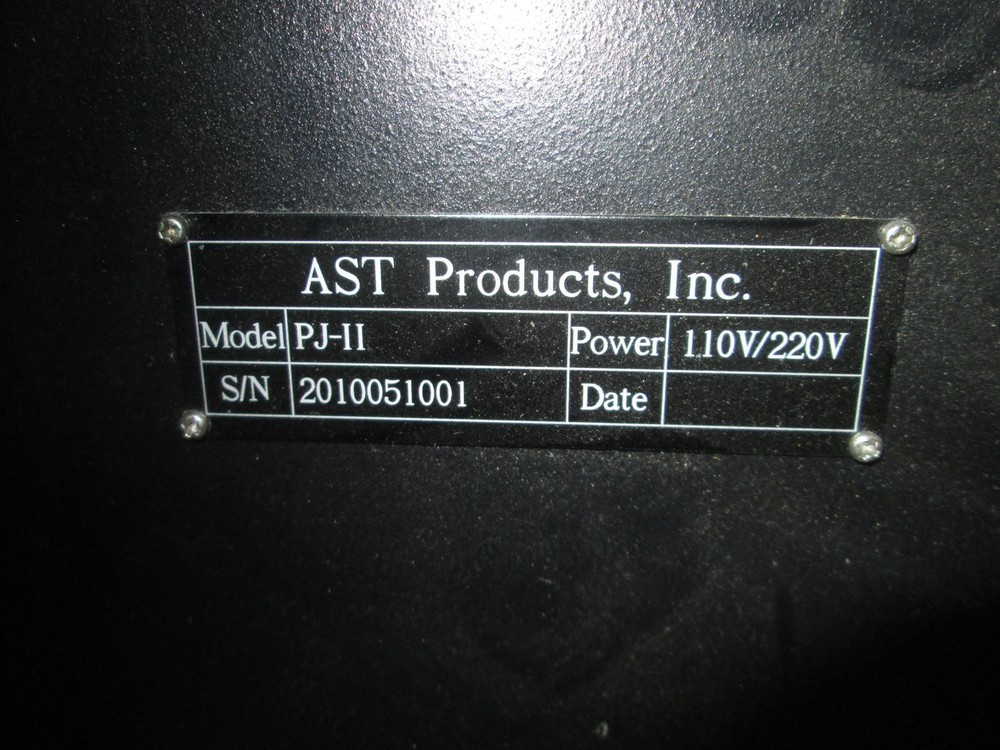 AST Products, Inc.
Model PJ-II Power 110V/220V
S/N 2010051001 Date